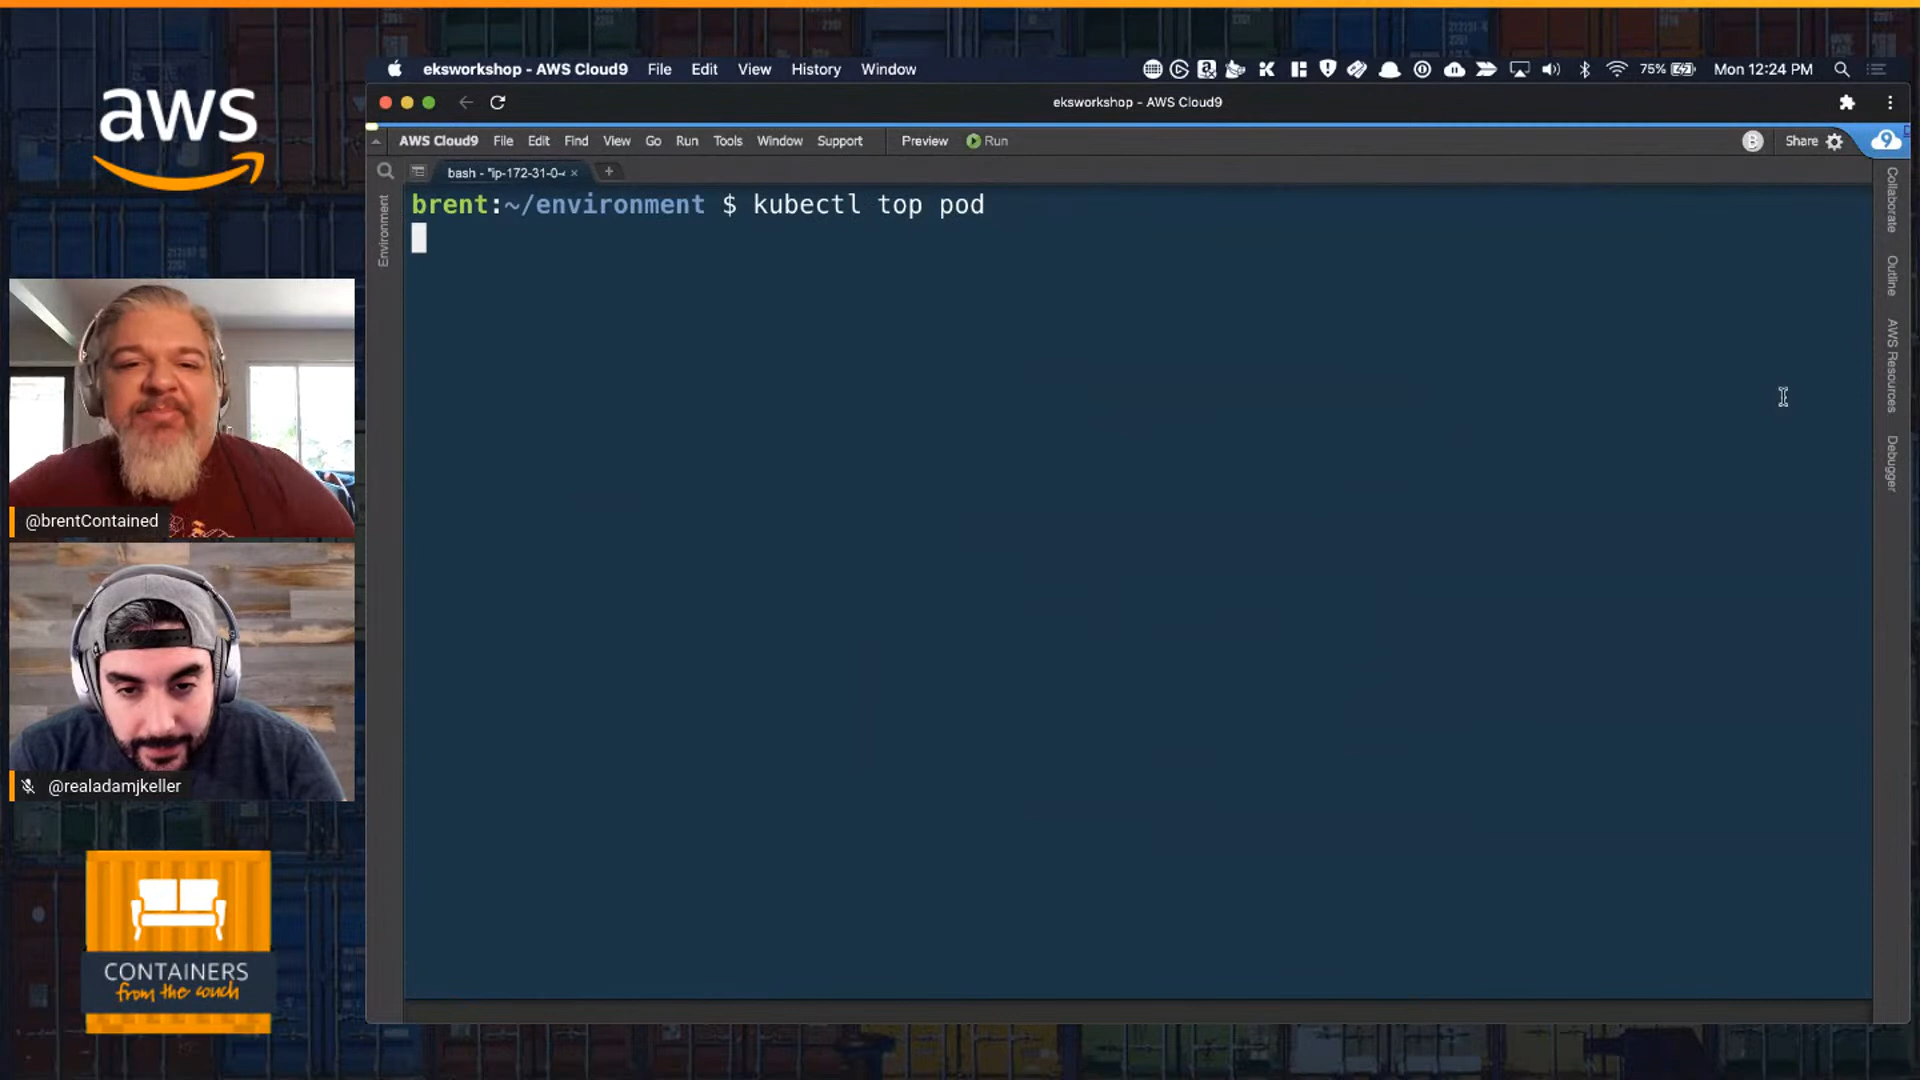 aws
eksworkshop - AWS Cloud9 File Edit View History Window
75% Mon 12:24 PM
eksworkshop - AWS Cloud9
AWS Cloud9 File Edit Find View Go Run Tools Window Support Preview Run
B Share 9
bash - "ip-172-31-0- × +
brent:~/environment $ kubectl top pod
Environment
Collaborate
Outline
AWS Resources
Debugger
@brentContained
@realadamjkeller
CONTAINERS
from the couch